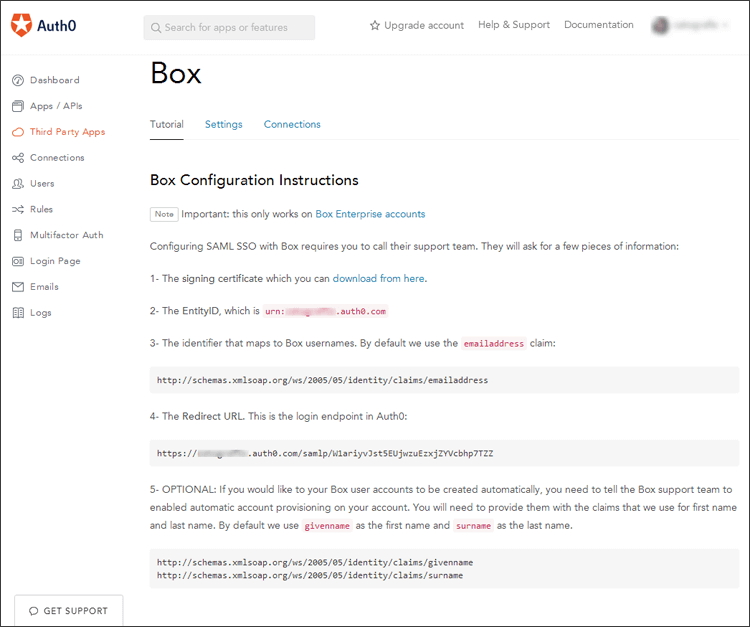 Auth0
Search for apps or features
Upgrade account
Help & Support
Documentation
Dashboard
Apps / APIs
Third Party Apps
Connections
Users
Rules
Multifactor Auth
Login Page
Emails
Logs
GET SUPPORT
Box
Tutorial
Settings
Connections
Box Configuration Instructions
Note Important: this only works on Box Enterprise accounts
Configuring SAML SSO with Box requires you to call their support team. They will ask for a few pieces of information:
1- The signing certificate which you can download from here.
2- The EntityID, which is urn: .auth0.com
3- The identifier that maps to Box usernames. By default we use the emailaddress claim:
http://schemas.xmlsoap.org/ws/2005/05/identity/claims/emailaddress
4- The Redirect URL. This is the login endpoint in Auth0:
https:// .auth0.com/samlp/W1ariyvJst5EUjwzuEzxjZYVcbhp7TZZ
5- OPTIONAL: If you would like to your Box user accounts to be created automatically, you need to tell the Box support team to
enabled automatic account provisioning on your account. You will need to provide them with the claims that we use for first name
and last name. By default we use givenname as the first name and surname as the last name.
http://schemas.xmlsoap.org/ws/2005/05/identity/claims/givenname
http://schemas.xmlsoap.org/ws/2005/05/identity/claims/surname